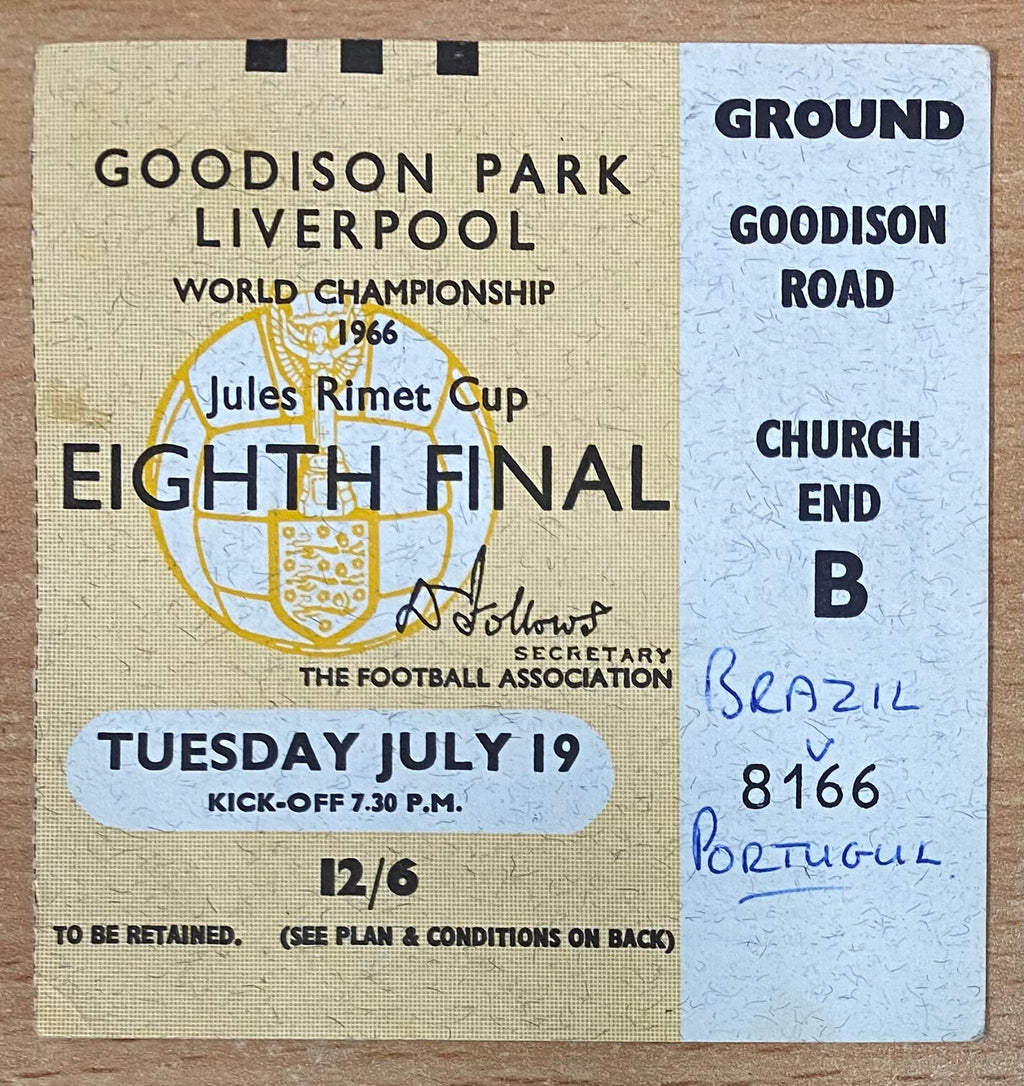 GOODISON PARK
LIVERPOOL
WORLD CHAMPIONSHIP
1966
Jules Rimet Cup
EIGHTH FINAL
D Follows
SECRETARY
THE FOOTBALL ASSOCIATION
TUESDAY JULY 19
KICK-OFF 7.30 P.M.
12/6
TO BE RETAINED. (SEE PLAN & CONDITIONS ON BACK)
GROUND
GOODISON
ROAD
CHURCH
END
B
BRAZIL
V
8166
PORTUGUL